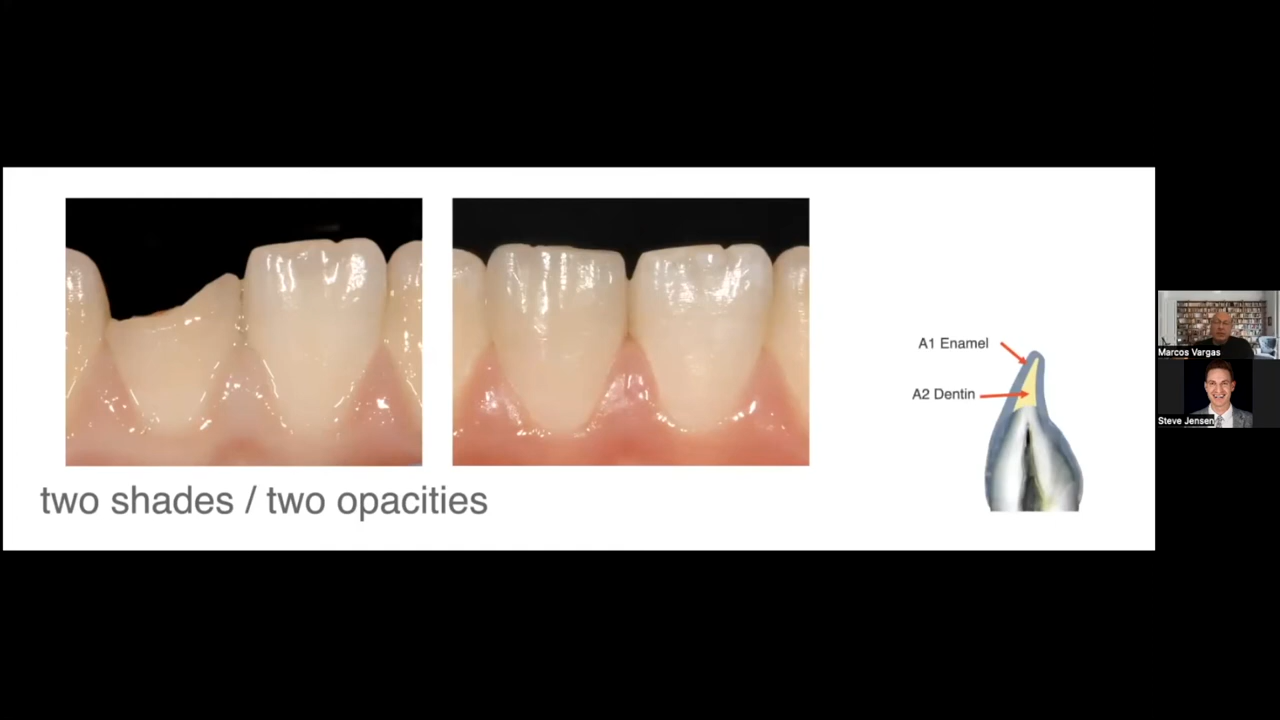 A1 Enamel
A2 Dentin
two shades / two opacities
Marcos Vargas
Steve Jensen